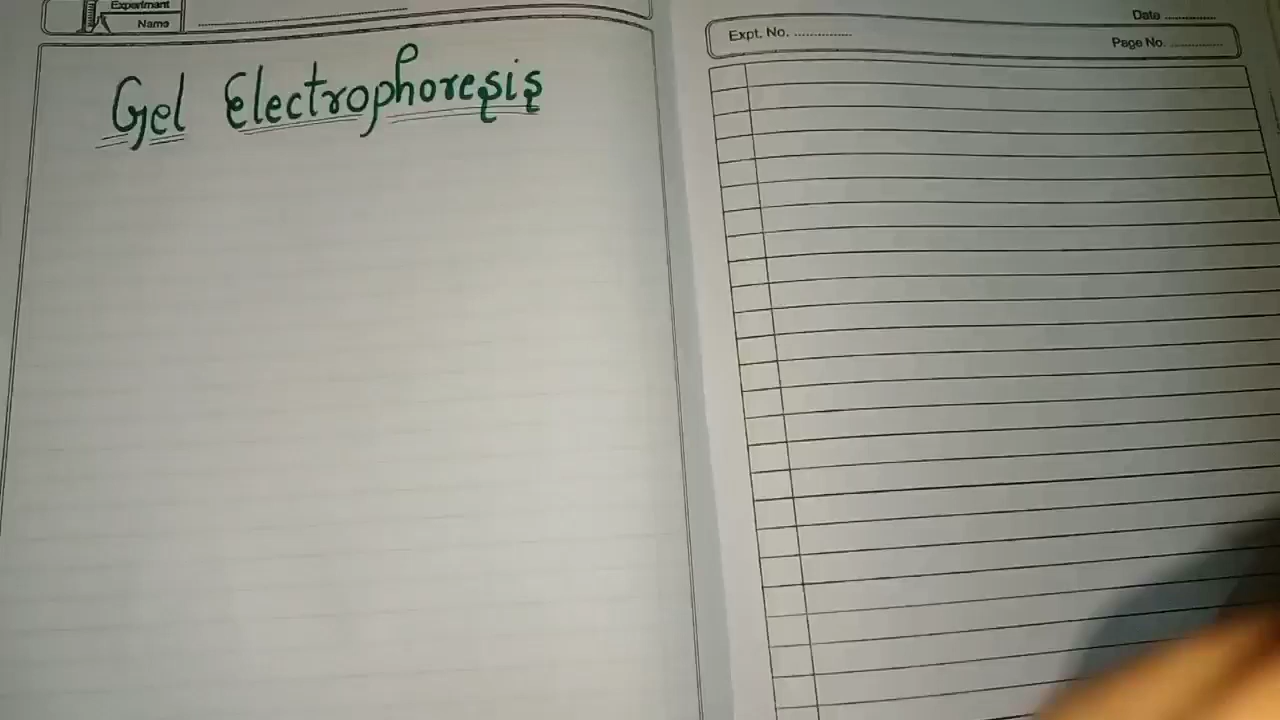 Experiment
Name
Gel Electrophoresis
Date
Expt. No.
Page No.